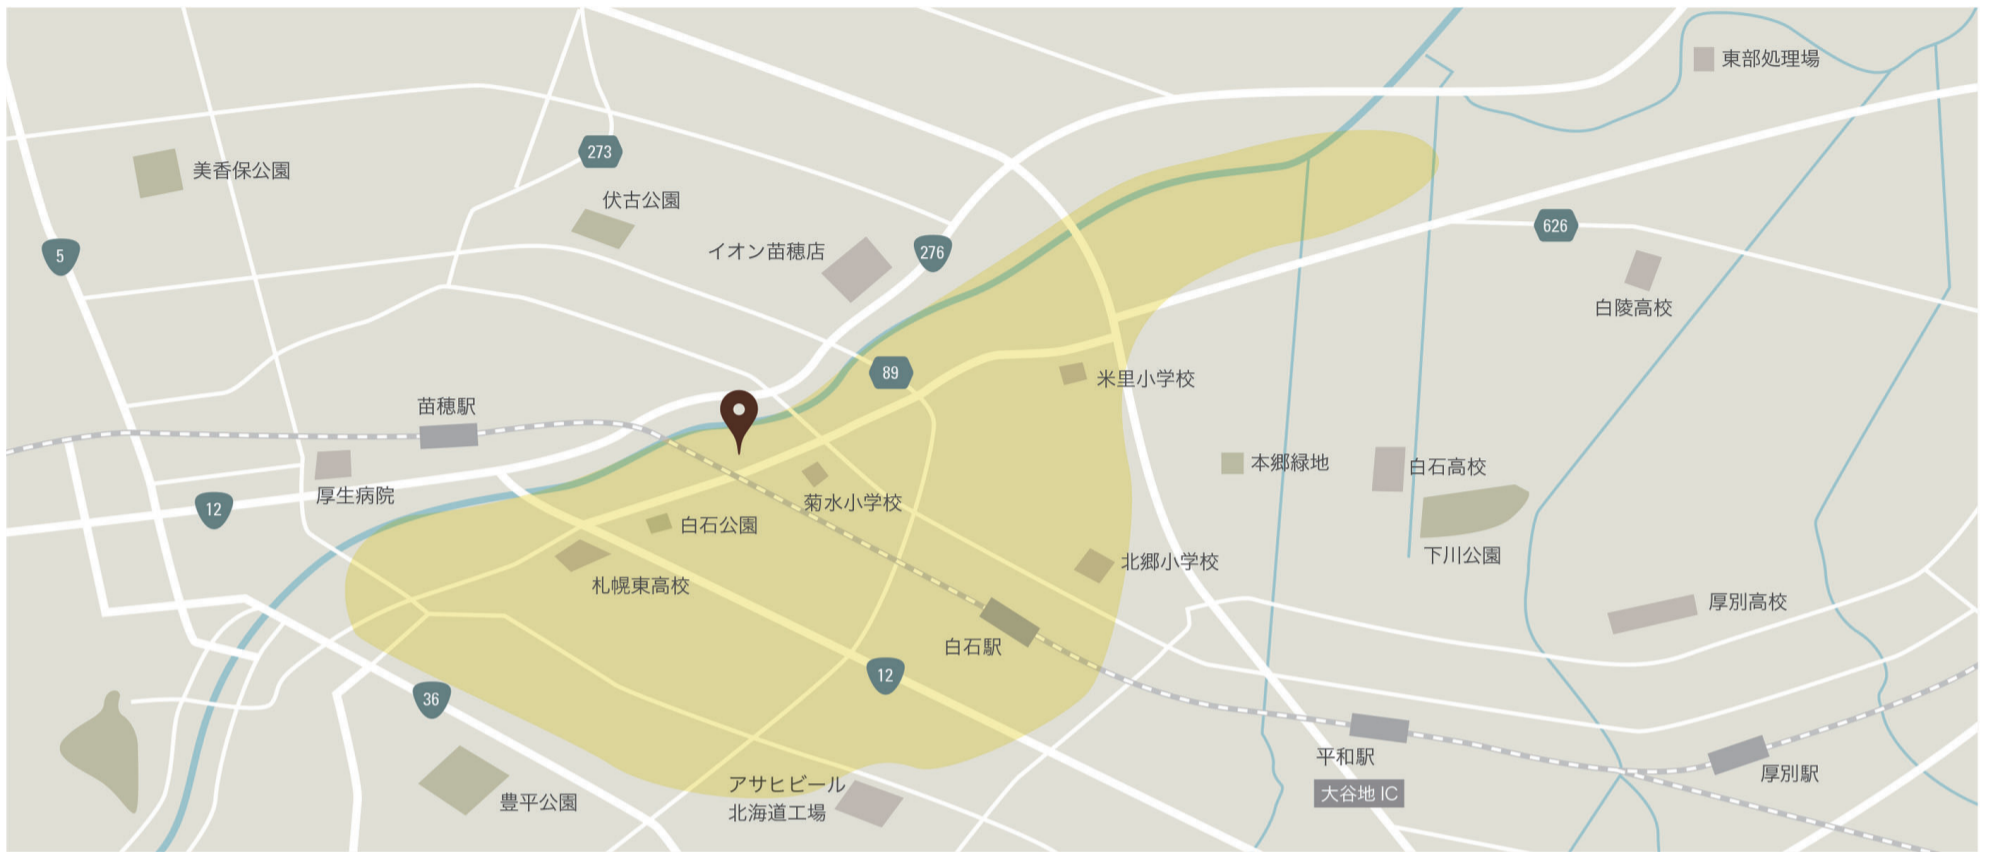 東部処理場
273
美香保公園
伏古公園
626
5
イオン苗穂店
276
白陵高校
89
米里小学校
苗穂駅
本郷緑地
白石高校
厚生病院
菊水小学校
12
白石公園
下川公園
北郷小学校
札幌東高校
厚別高校
白石駅
12
36
平和駅
厚別駅
アサヒビール
北海道工場
大谷地 IC
豊平公園